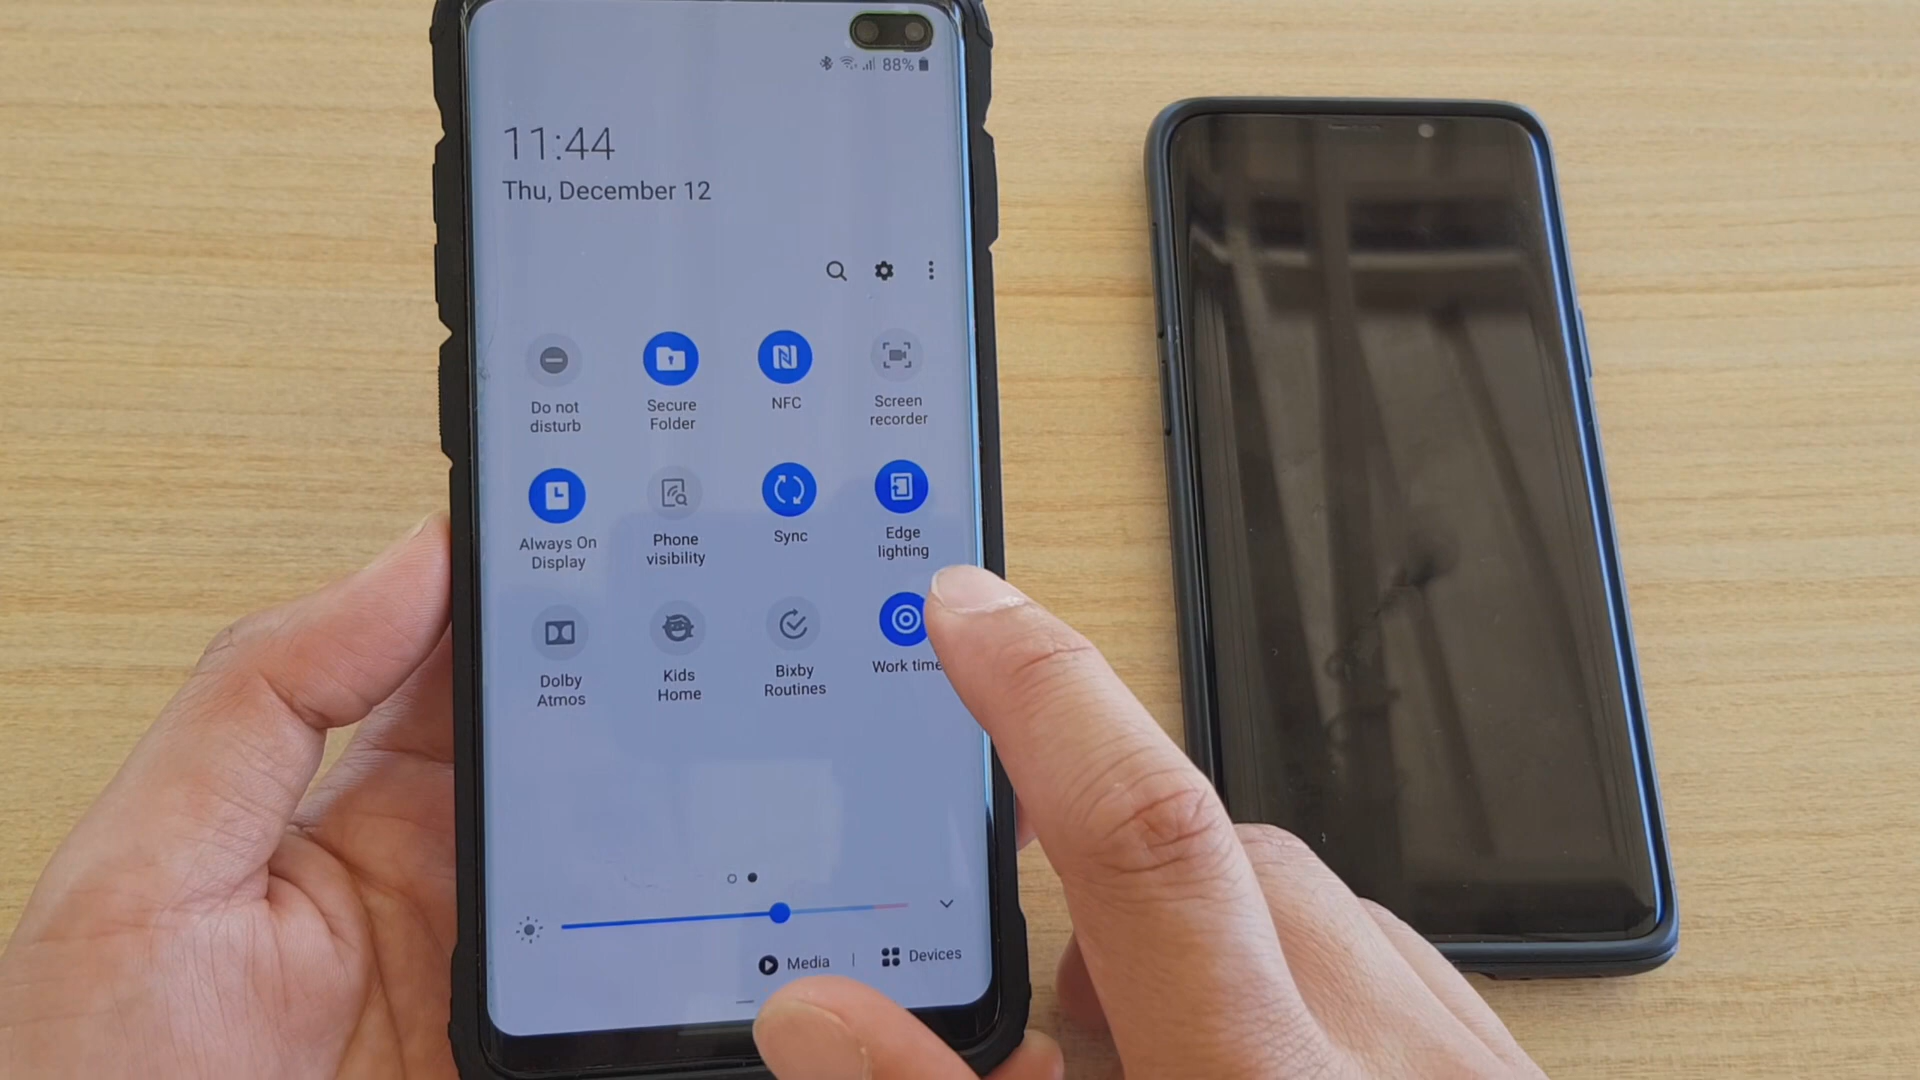 88%
11:44
Thu, December 12
Do not
disturb
Secure
Folder
NFC
Screen
recorder
Always On
Display
Phone
visibility
Sync
Edge
lighting
Dolby
Atmos
Kids
Home
Bixby
Routines
Work time
Media | Devices